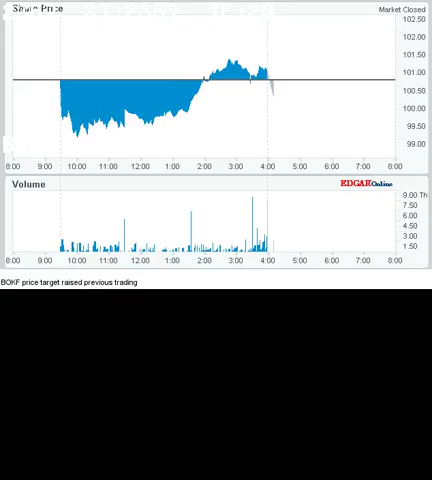 Share Price
Market Closed
102.50
102.00
101.50
101.00
100.50
100.00
99.50
99.00
8:00 9:00 10:00 11:00 12:00 1:00 2:00 3:00 4:00 5:00 6:00 7:00 8:00
Volume
EDGAROnline
9.00 Th
7.50
6.00
4.50
3.00
1.50
8:00 9:00 10:00 11:00 12:00 1:00 2:00 3:00 4:00 5:00 6:00 7:00 8:00
BOKF price target raised previous trading